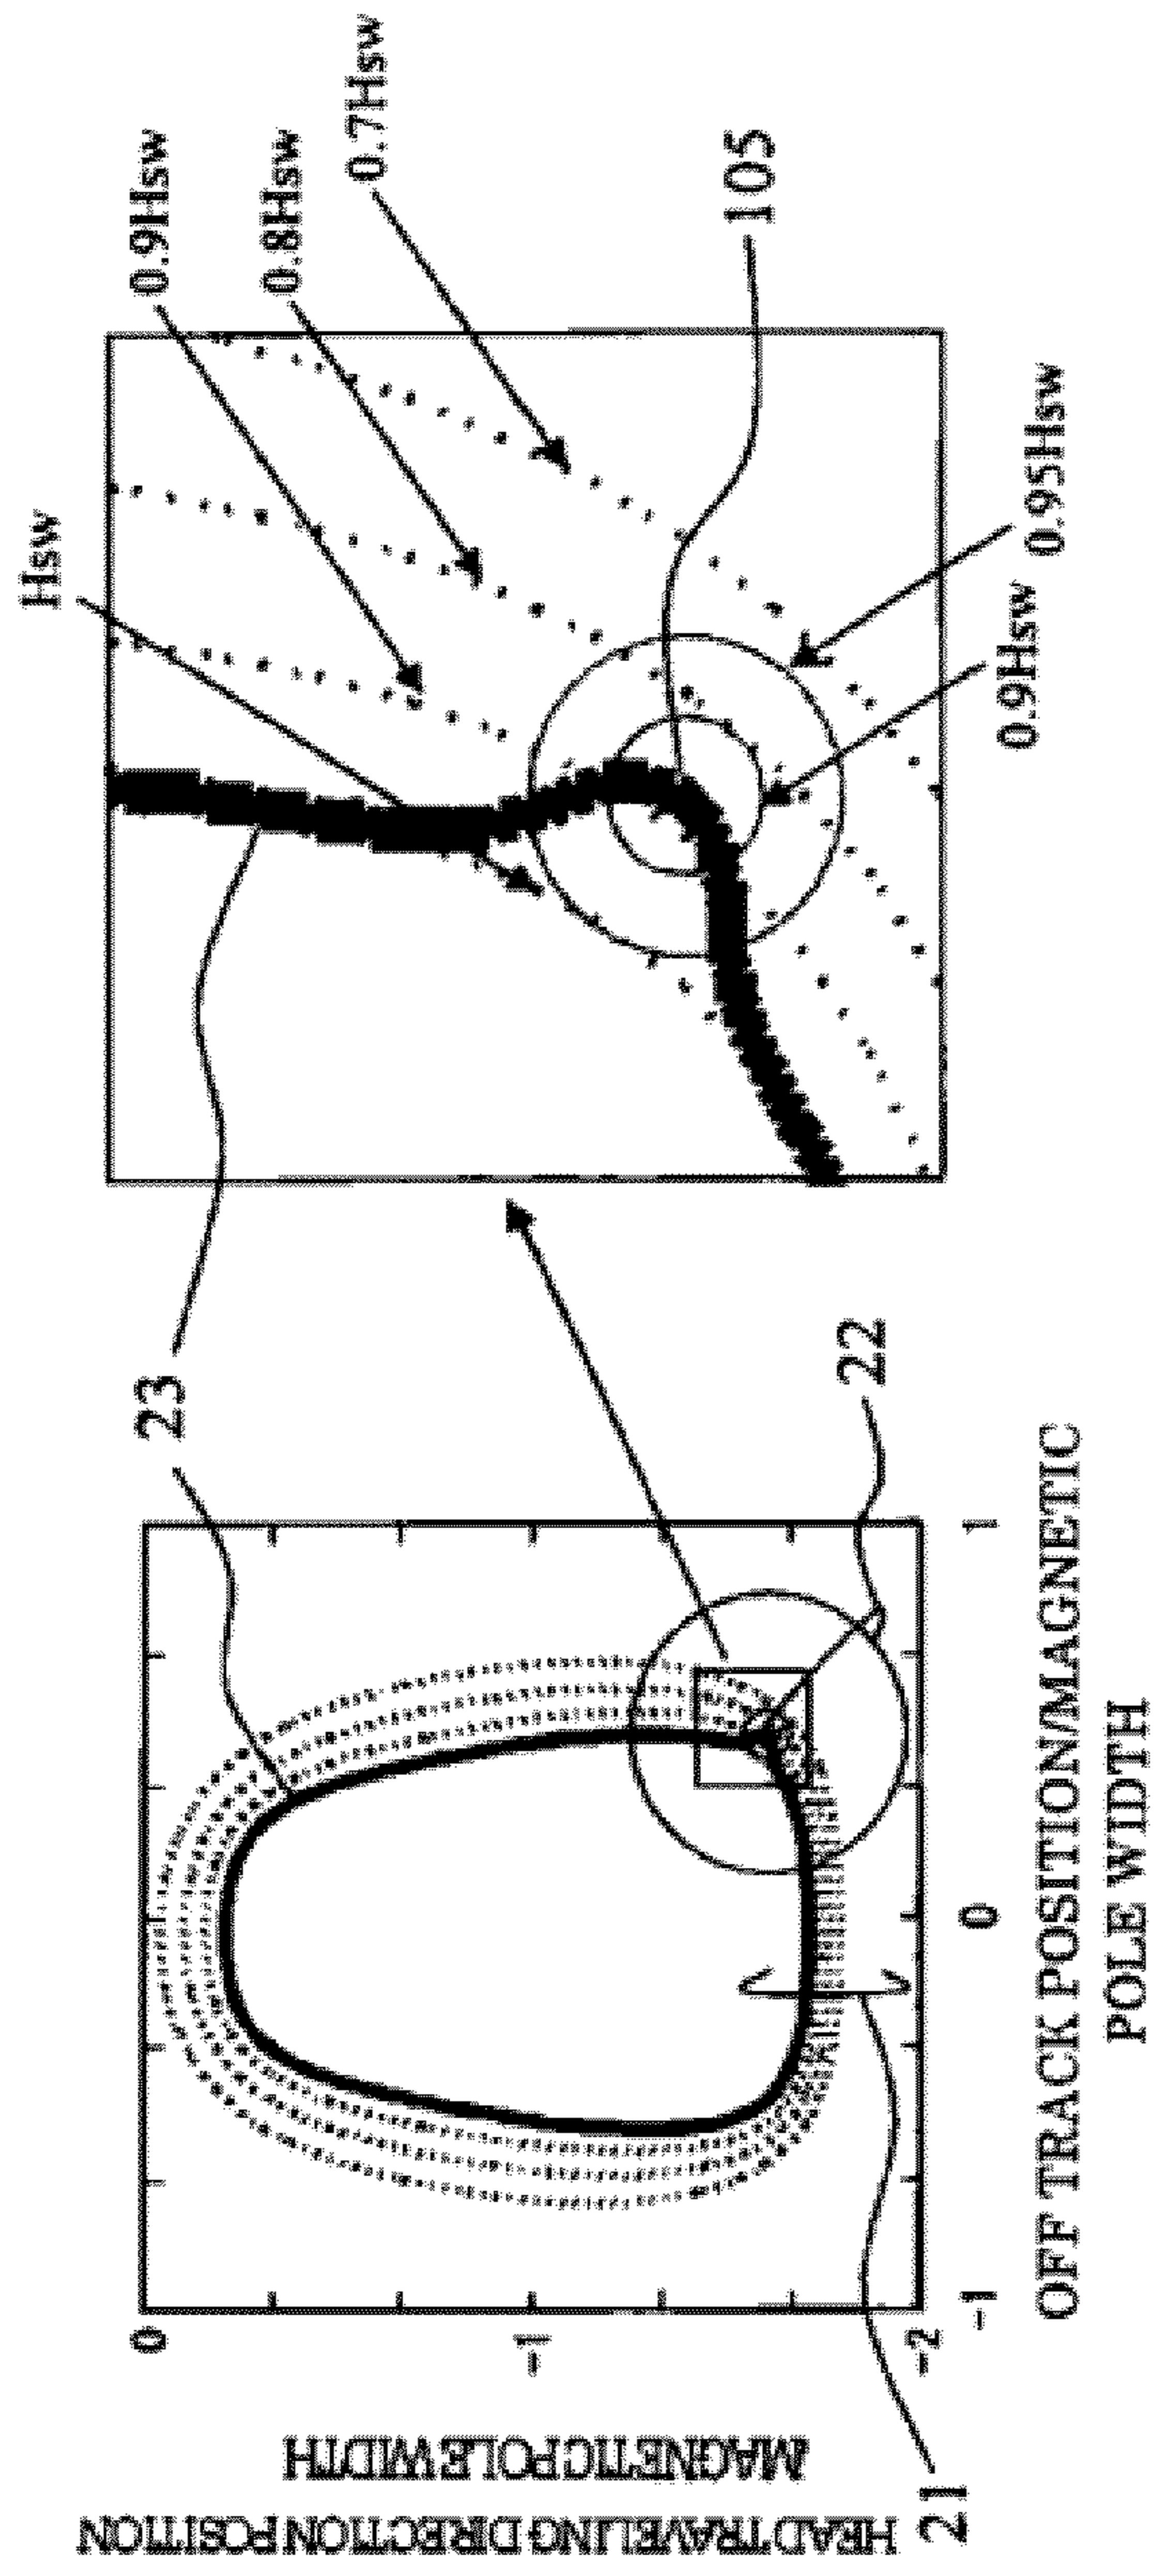 HEAD TRAVELING DIRECTION POSITION
MAGNETIC POLE WIDTH
0
-1
-2
-1
0
1
OFF TRACK POSITION/MAGNETIC
POLE WIDTH
21
22
23
Hsw
0.9Hsw
0.8Hsw
0.7Hsw
105
0.9Hsw
0.95Hsw